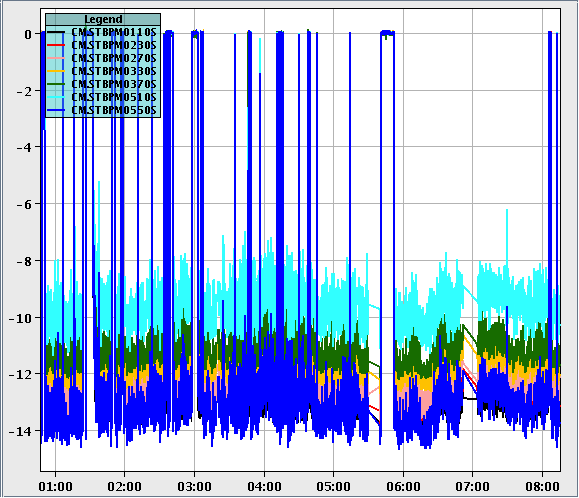 Legend
CM.STBPM0110S
CM.STBPM0230S
CM.STBPM0270S
CM.STBPM0330S
CM.STBPM0370S
CM.STBPM0510S
CM.STBPM0550S
0
-2
-4
-6
-8
-10
-12
-14
01:00 02:00 03:00 04:00 05:00 06:00 07:00 08:00